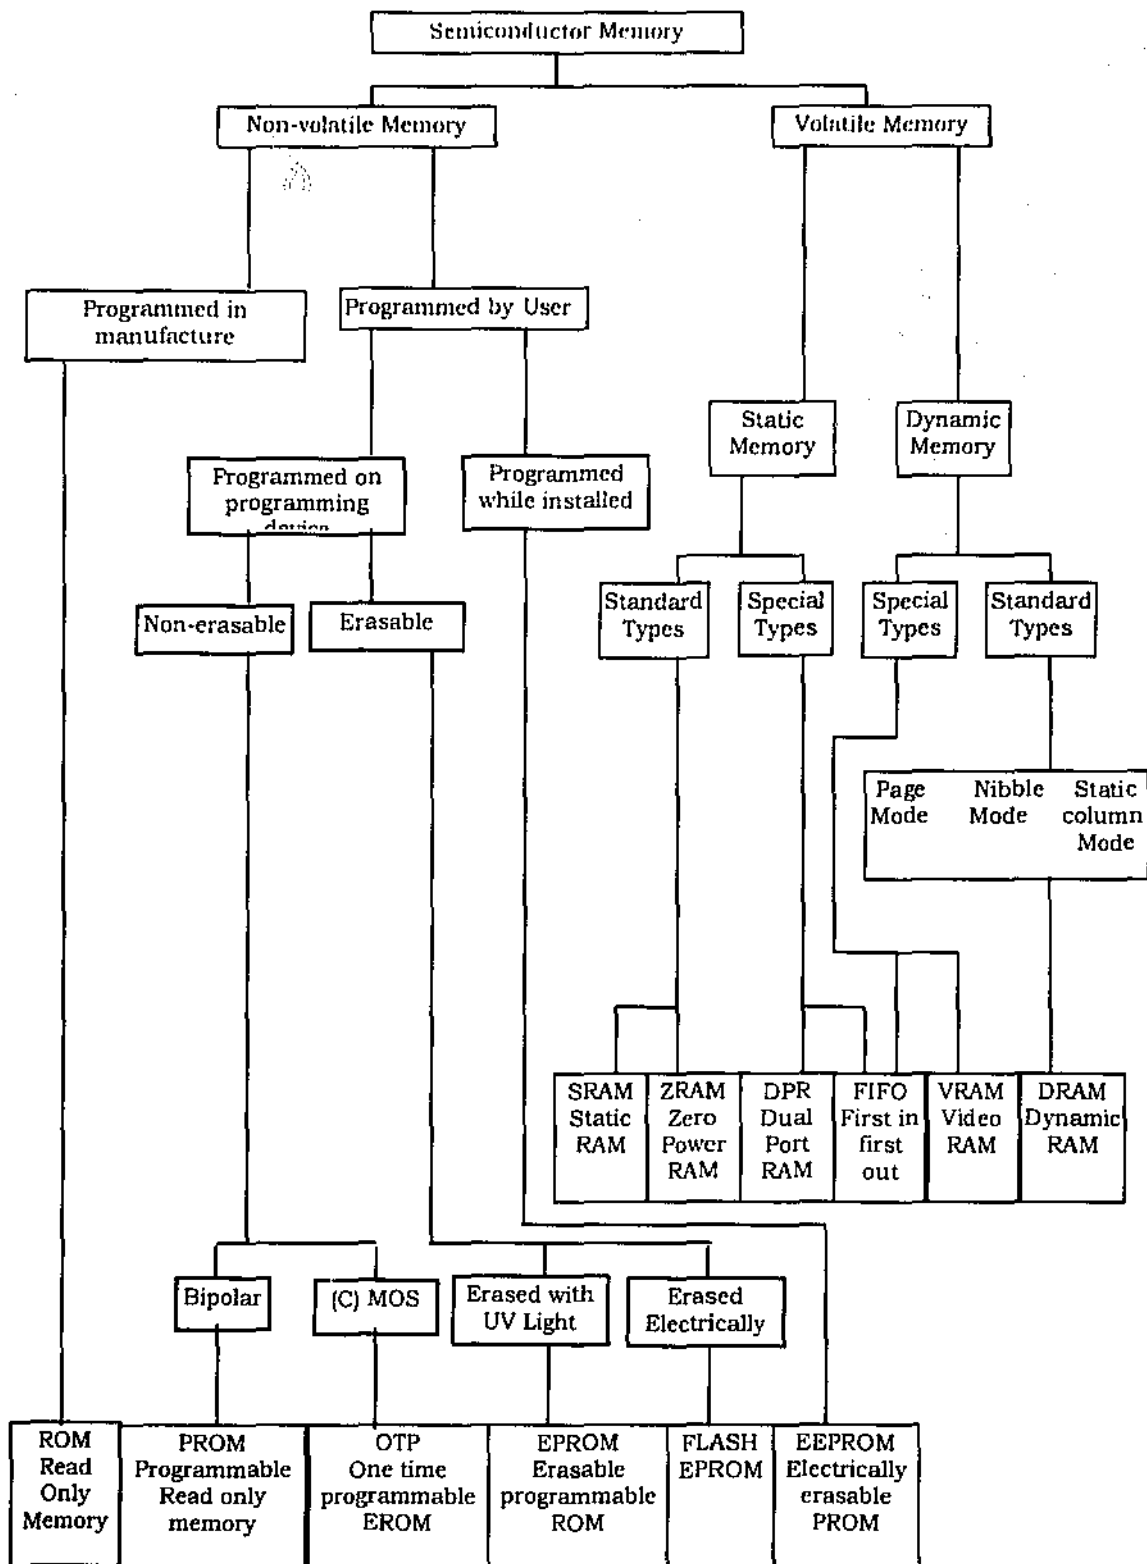 Semiconductor Memory
Non-volatile Memory
Volatile Memory
Programmed in
manufacture
Programmed by User
Static
Memory
Dynamic
Memory
Programmed on
programming
device
Programmed
while installed
Non-erasable
Erasable
Standard
Types
Special
Types
Special
Types
Standard
Types
Page
Mode
Nibble
Mode
Static
column
Mode
SRAM
Static
RAM
ZRAM
Zero
Power
RAM
DPR
Dual
Port
RAM
FIFO
First in
first
out
VRAM
Video
RAM
DRAM
Dynamic
RAM
Bipolar
(C) MOS
Erased with
UV Light
Erased
Electrically
ROM
Read
Only
Memory
PROM
Programmable
Read only
memory
OTP
One time
programmable
EROM
EPROM
Erasable
programmable
ROM
FLASH
EPROM
EEPROM
Electrically
erasable
PROM